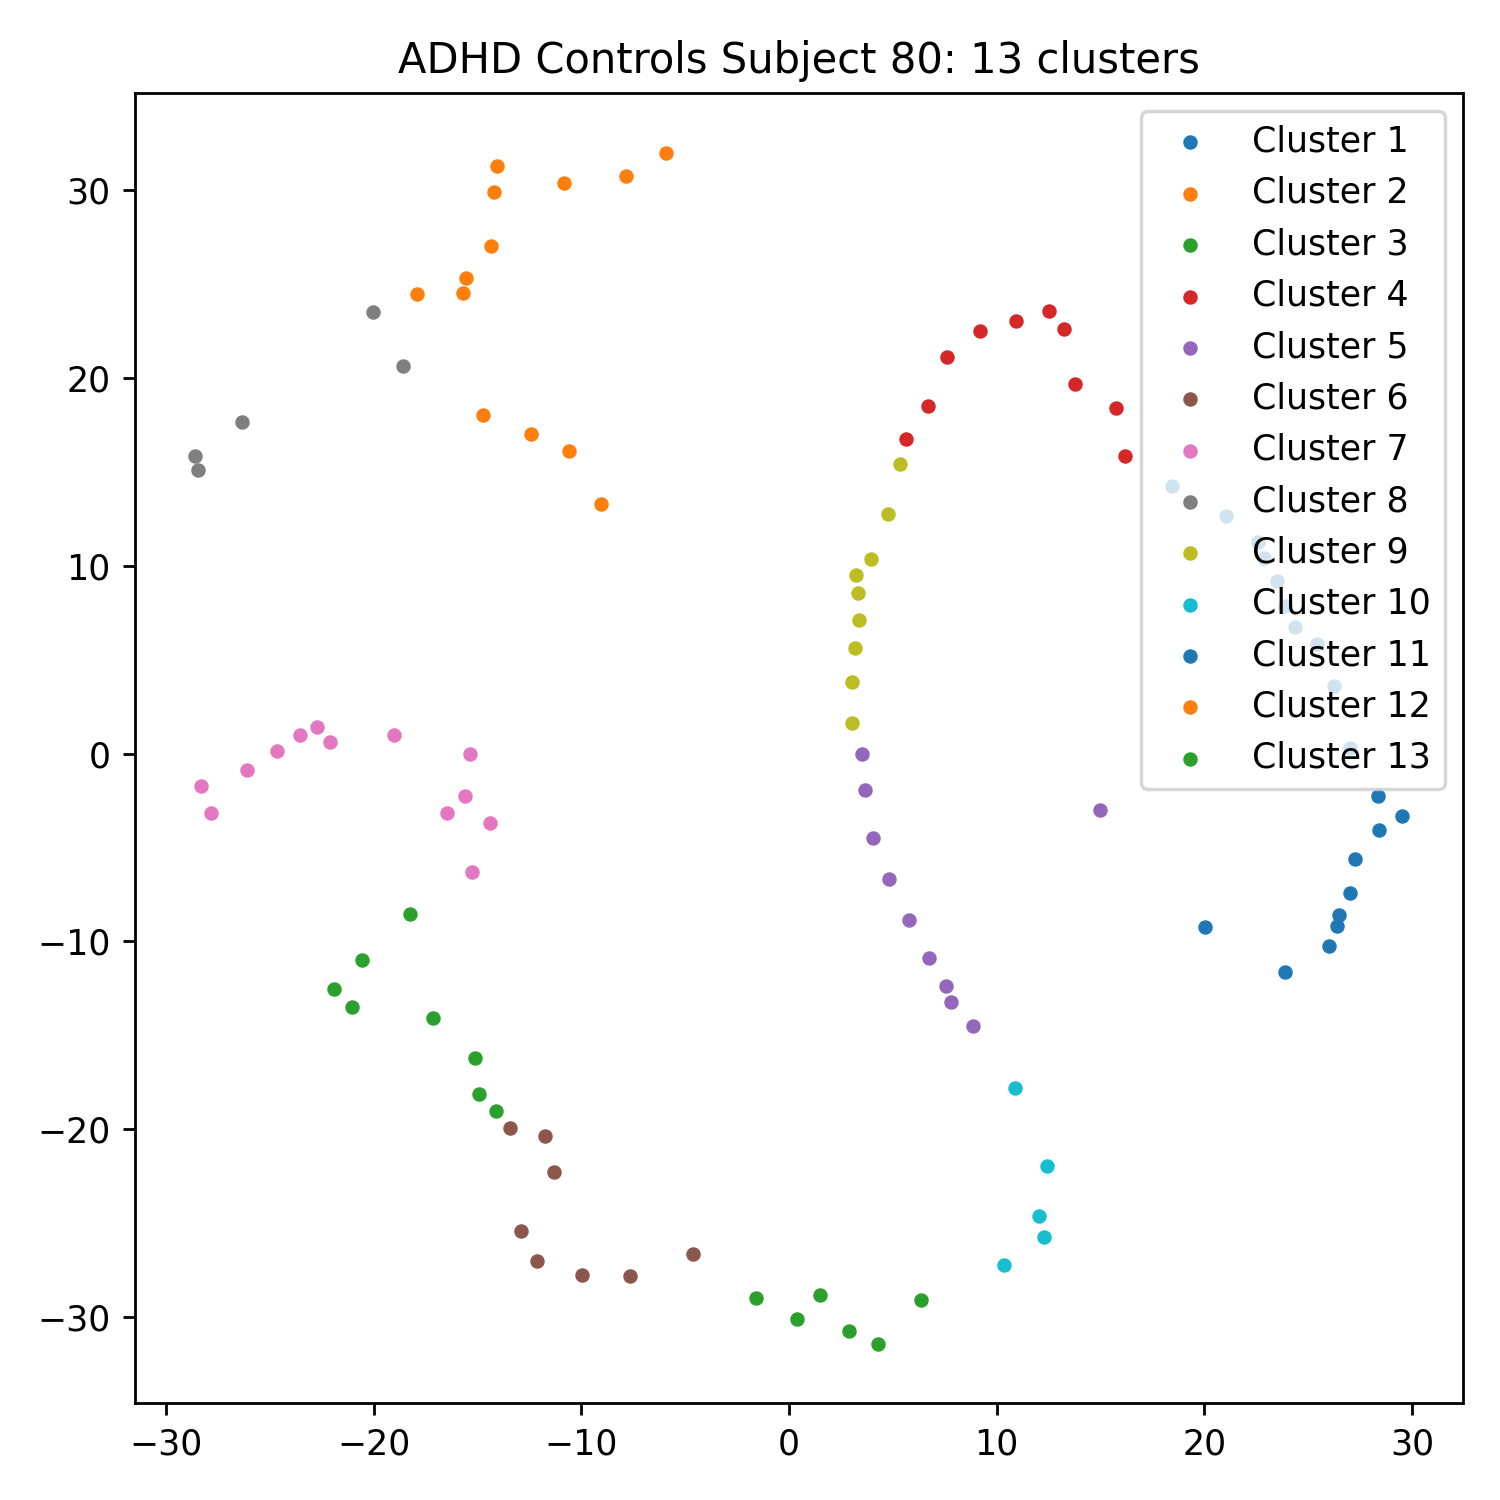 ADHD Controls Subject 80: 13 clusters
Cluster 1
Cluster 2
Cluster 3
Cluster 4
Cluster 5
Cluster 6
Cluster 7
Cluster 8
Cluster 9
Cluster 10
Cluster 11
Cluster 12
Cluster 13
30
20
10
0
−10
−20
−30
−30 −20 −10 0 10 20 30